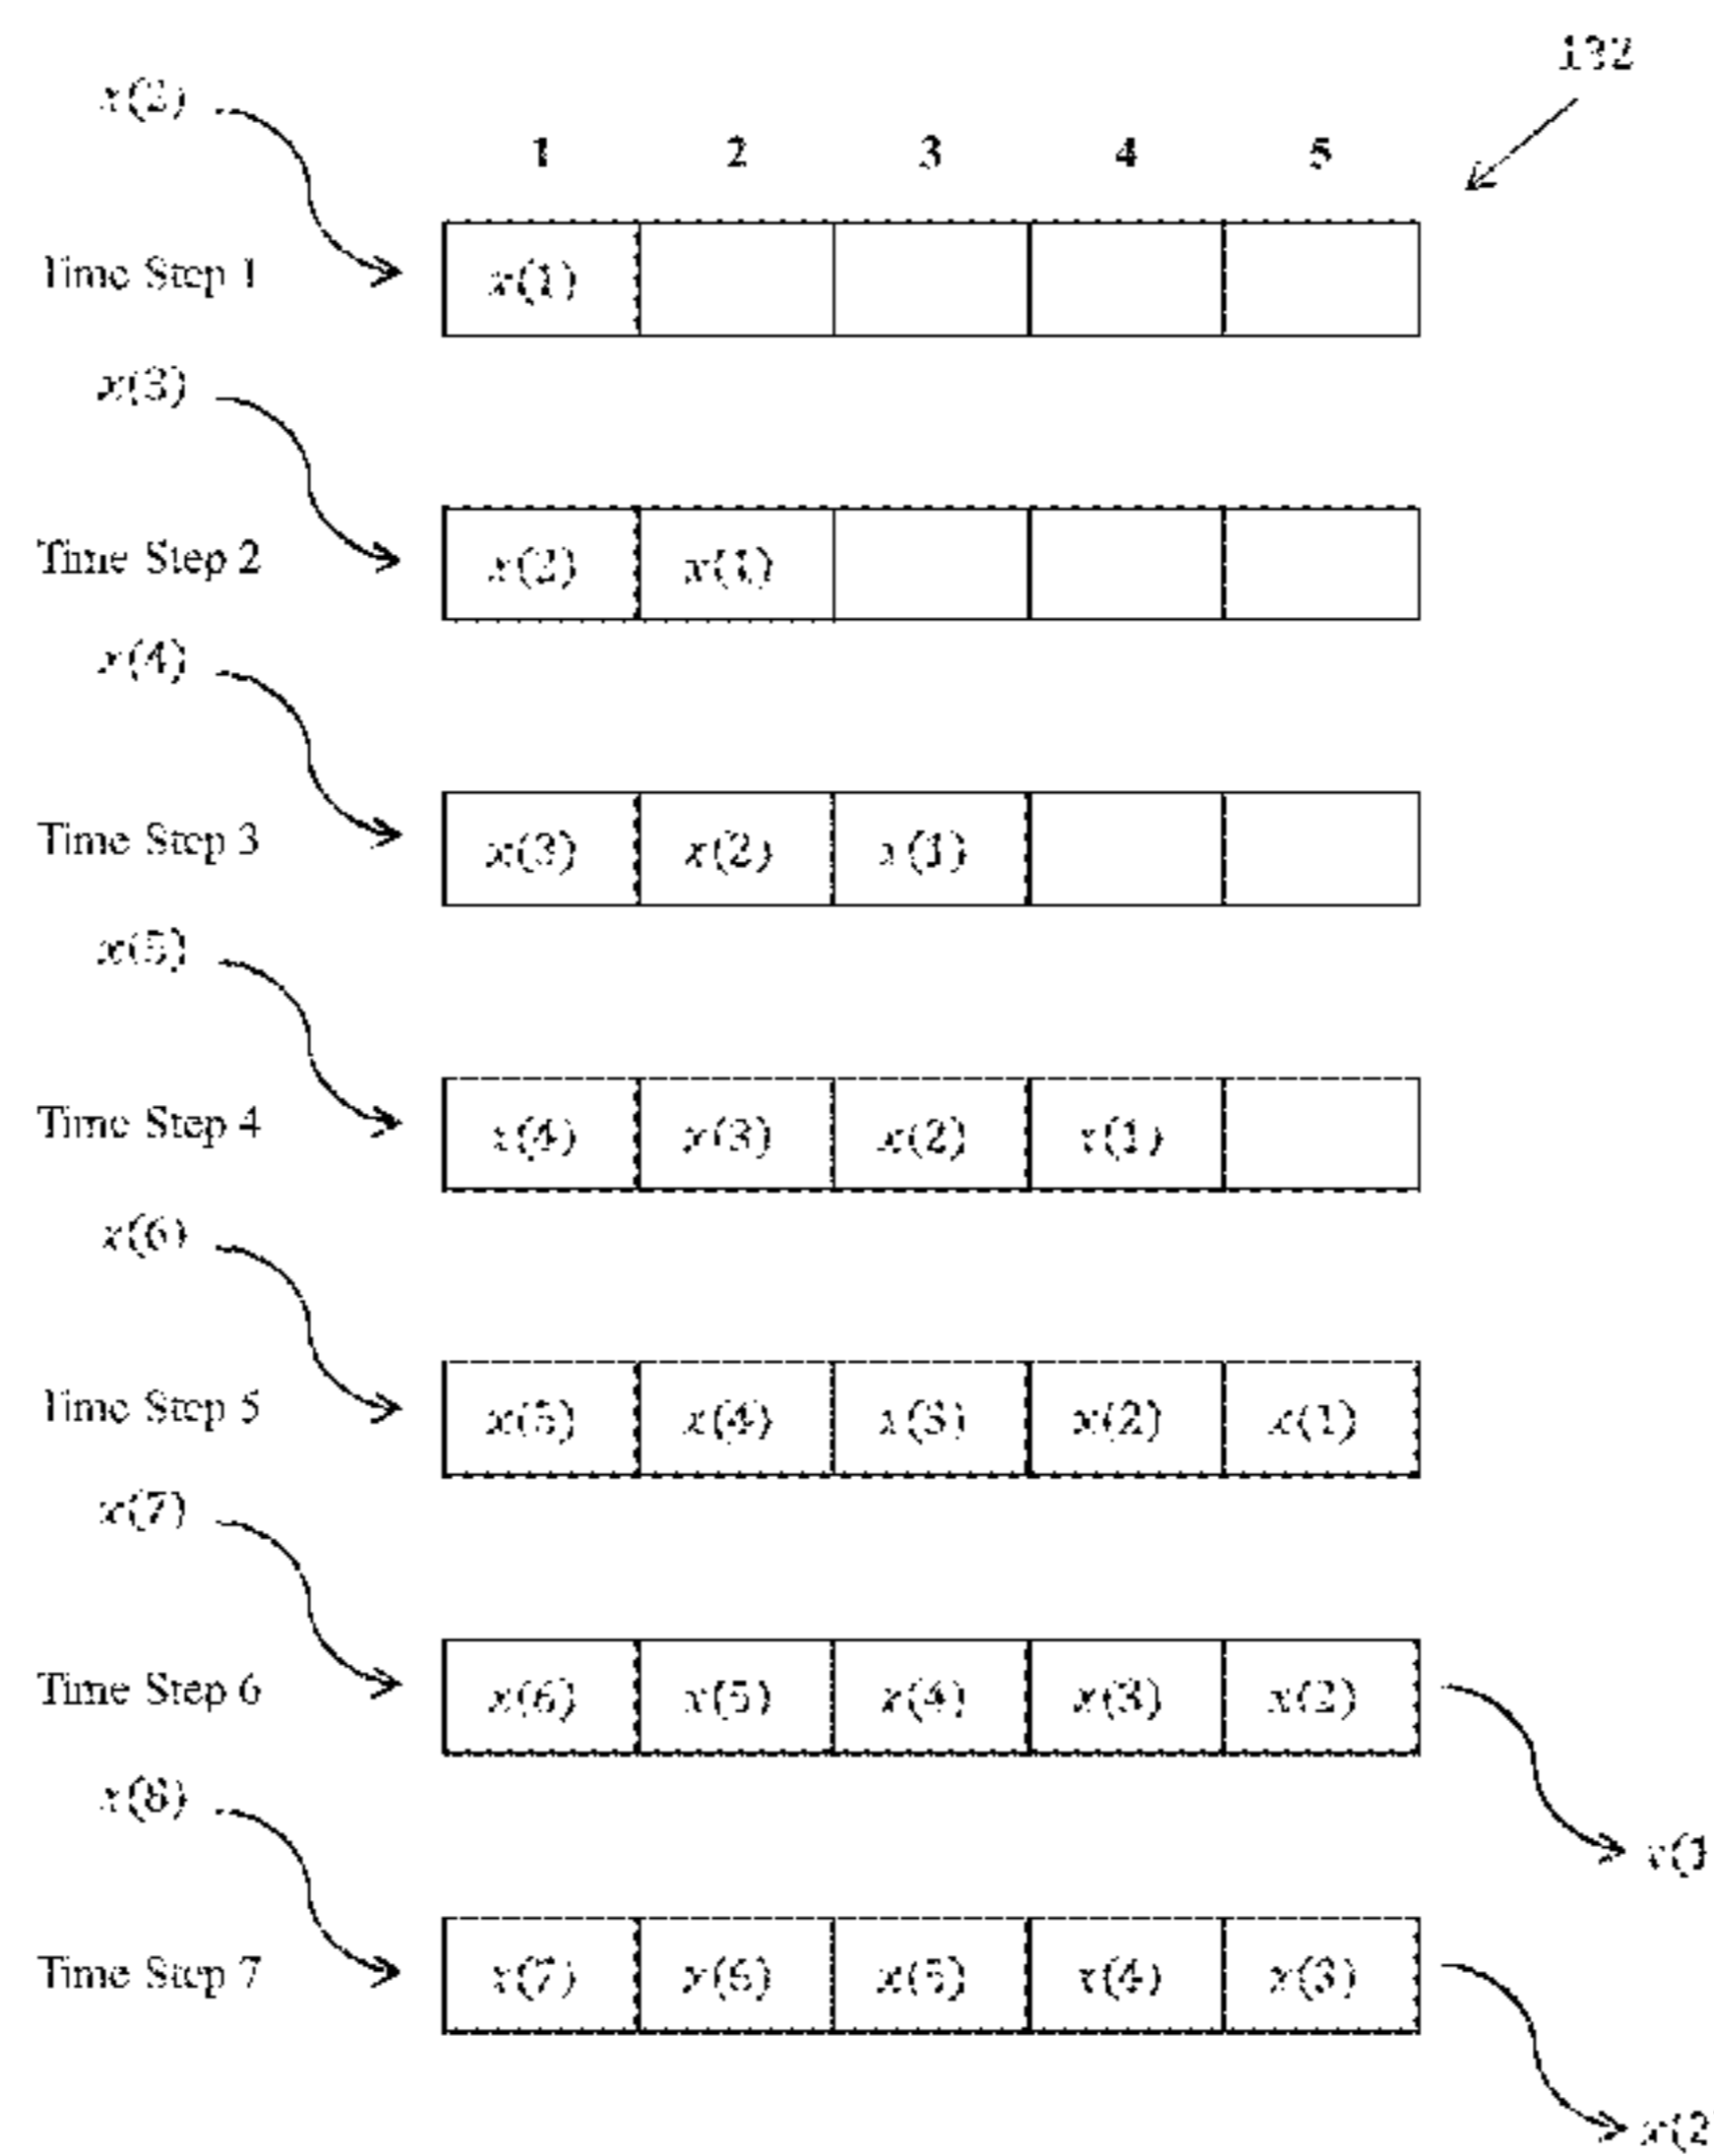 132
x(2)
1 2 3 4 5
Time Step 1 x(1)
x(3)
Time Step 2 x(2) x(1)
x(4)
Time Step 3 x(3) x(2) x(1)
x(5)
Time Step 4 x(4) x(3) x(2) x(1)
x(6)
Time Step 5 x(5) x(4) x(3) x(2) x(1)
x(7)
Time Step 6 x(6) x(5) x(4) x(3) x(2)
x(8)
x(1
Time Step 7 x(7) x(6) x(5) x(4) x(3)
x(2